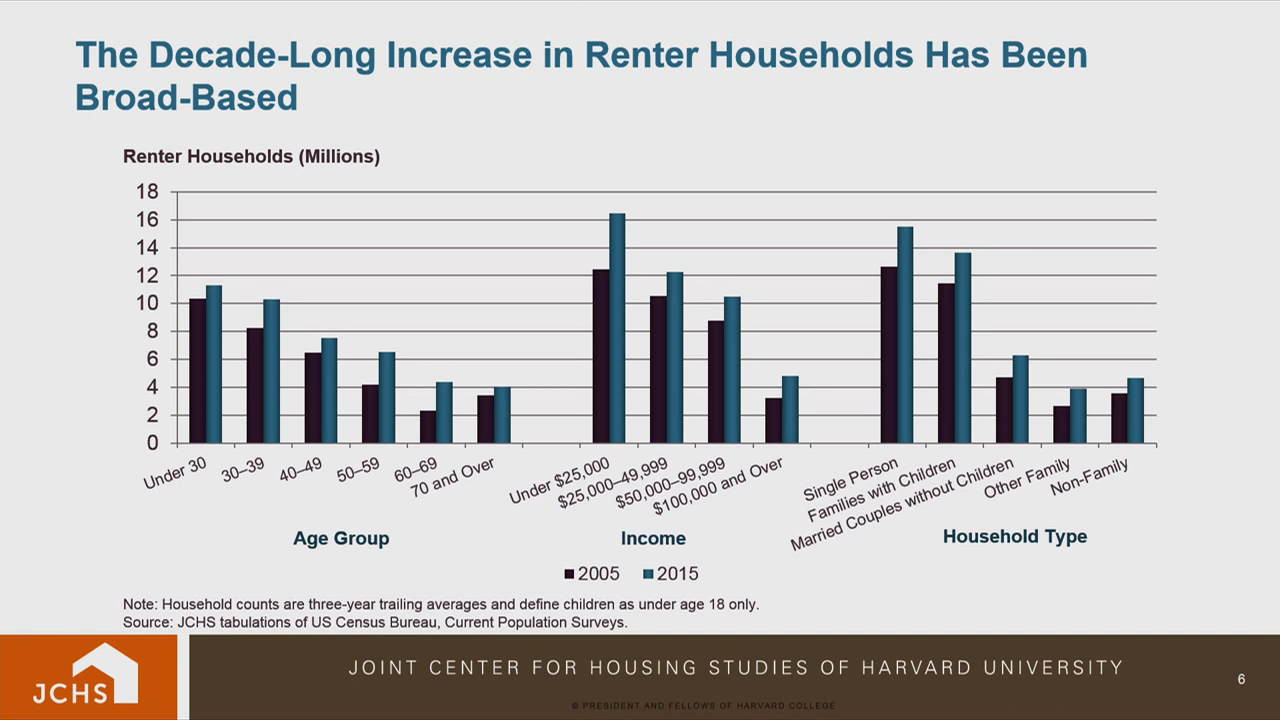 The Decade-Long Increase in Renter Households Has Been
Broad-Based
Renter Households (Millions)
18
16
14
12
10
8
6
4
2
0
Under 30
30–39
40–49
50–59
60–69
70 and Over
Under $25,000
$25,000–49,999
$50,000–99,999
$100,000 and Over
Single Person
Families with Children
Married Couples without Children
Other Family
Non-Family
Age Group
Income
Household Type
2005 2015
Note: Household counts are three-year trailing averages and define children as under age 18 only.
Source: JCHS tabulations of US Census Bureau, Current Population Surveys.
JCHS
JOINT CENTER FOR HOUSING STUDIES OF HARVARD UNIVERSITY
6
© PRESIDENT AND FELLOWS OF HARVARD COLLEGE